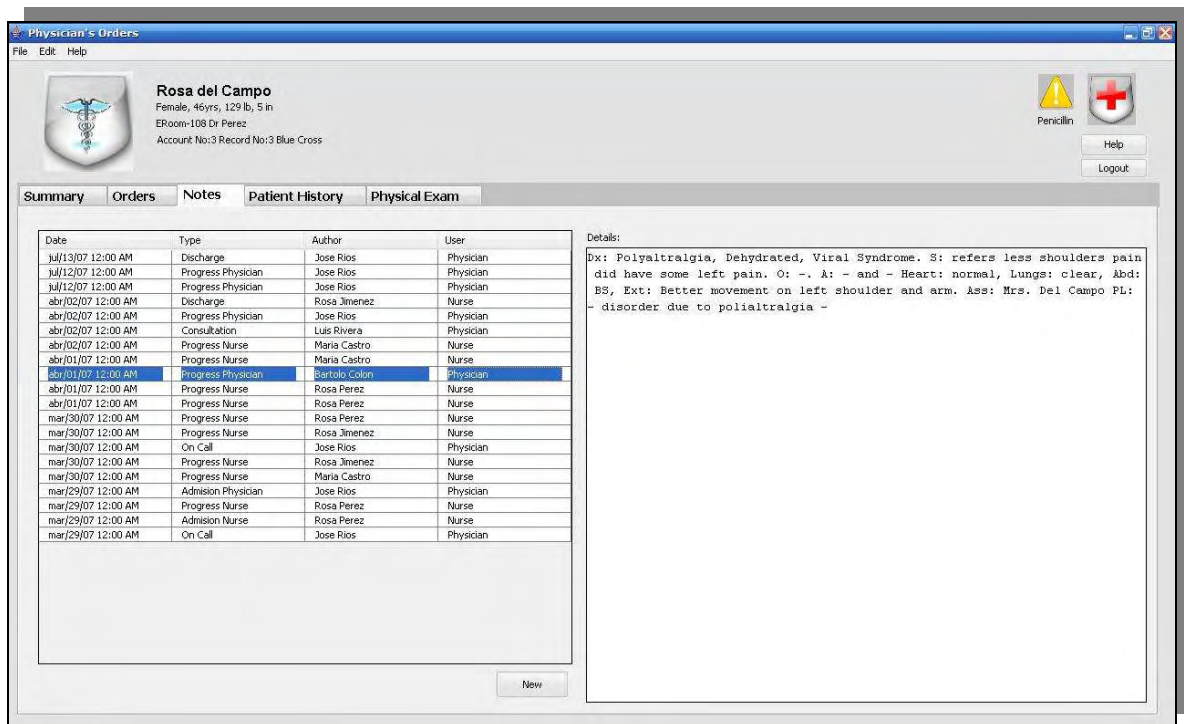 Physician's Orders
File Edit Help
Rosa del Campo
Female, 46yrs, 129 lb, 5 in
ERoom-108 Dr Perez
Account No:3 Record No:3 Blue Cross
Penicillin
Help
Logout
Summary Orders Notes Patient History Physical Exam
Date Type Author User
jul/13/07 12:00 AM Discharge Jose Rios Physician
jul/12/07 12:00 AM Progress Physician Jose Rios Physician
jul/12/07 12:00 AM Progress Physician Jose Rios Physician
abr/02/07 12:00 AM Discharge Rosa Jimenez Nurse
abr/02/07 12:00 AM Progress Physician Jose Rios Physician
abr/02/07 12:00 AM Consultation Luis Rivera Physician
abr/02/07 12:00 AM Progress Nurse Maria Castro Nurse
abr/01/07 12:00 AM Progress Nurse Maria Castro Nurse
abr/01/07 12:00 AM Progress Physician Bartolo Colon Physician
abr/01/07 12:00 AM Progress Nurse Rosa Perez Nurse
abr/01/07 12:00 AM Progress Nurse Rosa Perez Nurse
mar/30/07 12:00 AM Progress Nurse Rosa Perez Nurse
mar/30/07 12:00 AM Progress Nurse Rosa Jimenez Nurse
mar/30/07 12:00 AM On Call Jose Rios Physician
mar/30/07 12:00 AM Progress Nurse Rosa Jimenez Nurse
mar/30/07 12:00 AM Progress Nurse Maria Castro Nurse
mar/29/07 12:00 AM Admision Physician Jose Rios Physician
mar/29/07 12:00 AM Progress Nurse Rosa Perez Nurse
mar/29/07 12:00 AM Admision Nurse Rosa Perez Nurse
mar/29/07 12:00 AM On Call Jose Rios Physician
New
Details:
Dx: Polyaltralgia, Dehydrated, Viral Syndrome. S: refers less shoulders pain
did have some left pain. O: -. A: - and - Heart: normal, Lungs: clear, Abd:
BS, Ext: Better movement on left shoulder and arm. Ass: Mrs. Del Campo PL:
- disorder due to polialtralgia -